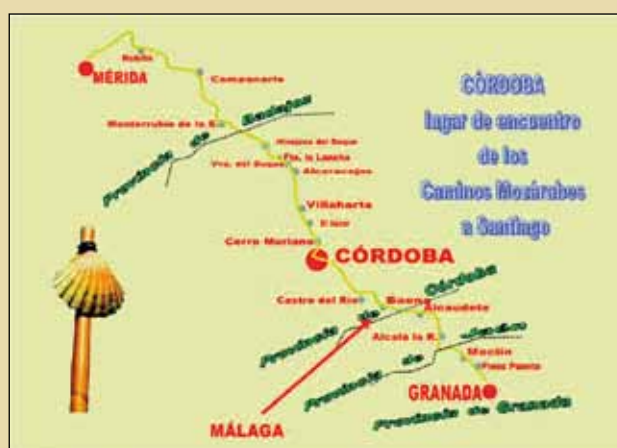 MÉRIDA
Campanario
Monterrubio de la S.
Provincia de Badajoz
Hinojosa del Duque
Fte. la Lancha
Vva. del Duque
Alcaracejos
Villaharta
Cerro Muriano
CÓRDOBA
Castro del Rio
Baena
Provincia de Córdoba
Alcaudete
Alcalá la R.
Provincia de Jaén
Moclín
Pinos Puente
GRANADA
Provincia de Granada
MÁLAGA
CÓRDOBA
lugar de encuentro
de los
Caminos Mozárabes
a Santiago